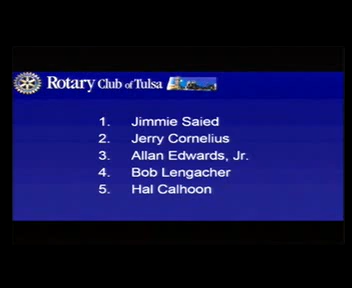 Rotary Club of Tulsa
1. Jimmie Saied
2. Jerry Cornelius
3. Allan Edwards, Jr.
4. Bob Lengacher
5. Hal Calhoon